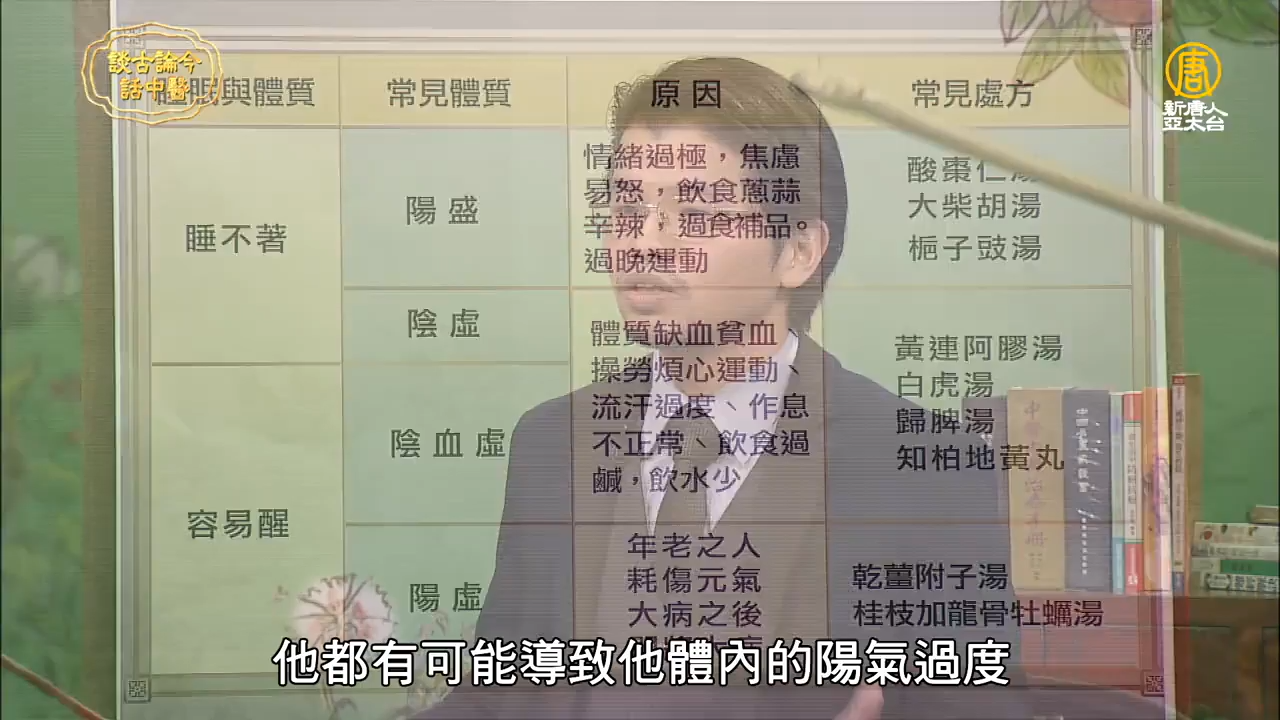 談古論今
話中醫
唐
新唐人
亞太台
眠與體質
常見體質
原因
常見處方
睡不著
陽盛
情緒過極，焦慮
易怒，飲食蔥蒜
辛辣，過食補品。
過晚運動
酸棗仁湯
大柴胡湯
梔子豉湯
陰虛
體質缺血貧血、
操勞煩心運動、
流汗過度、作息
不正常、飲食過
鹹，飲水少
黃連阿膠湯
白虎湯
歸脾湯
知柏地黃丸
容易醒
陰血虛
陽虛
年老之人
耗傷元氣
大病之後
乾薑附子湯
桂枝加龍骨牡蠣湯
他都有可能導致他體內的陽氣過度